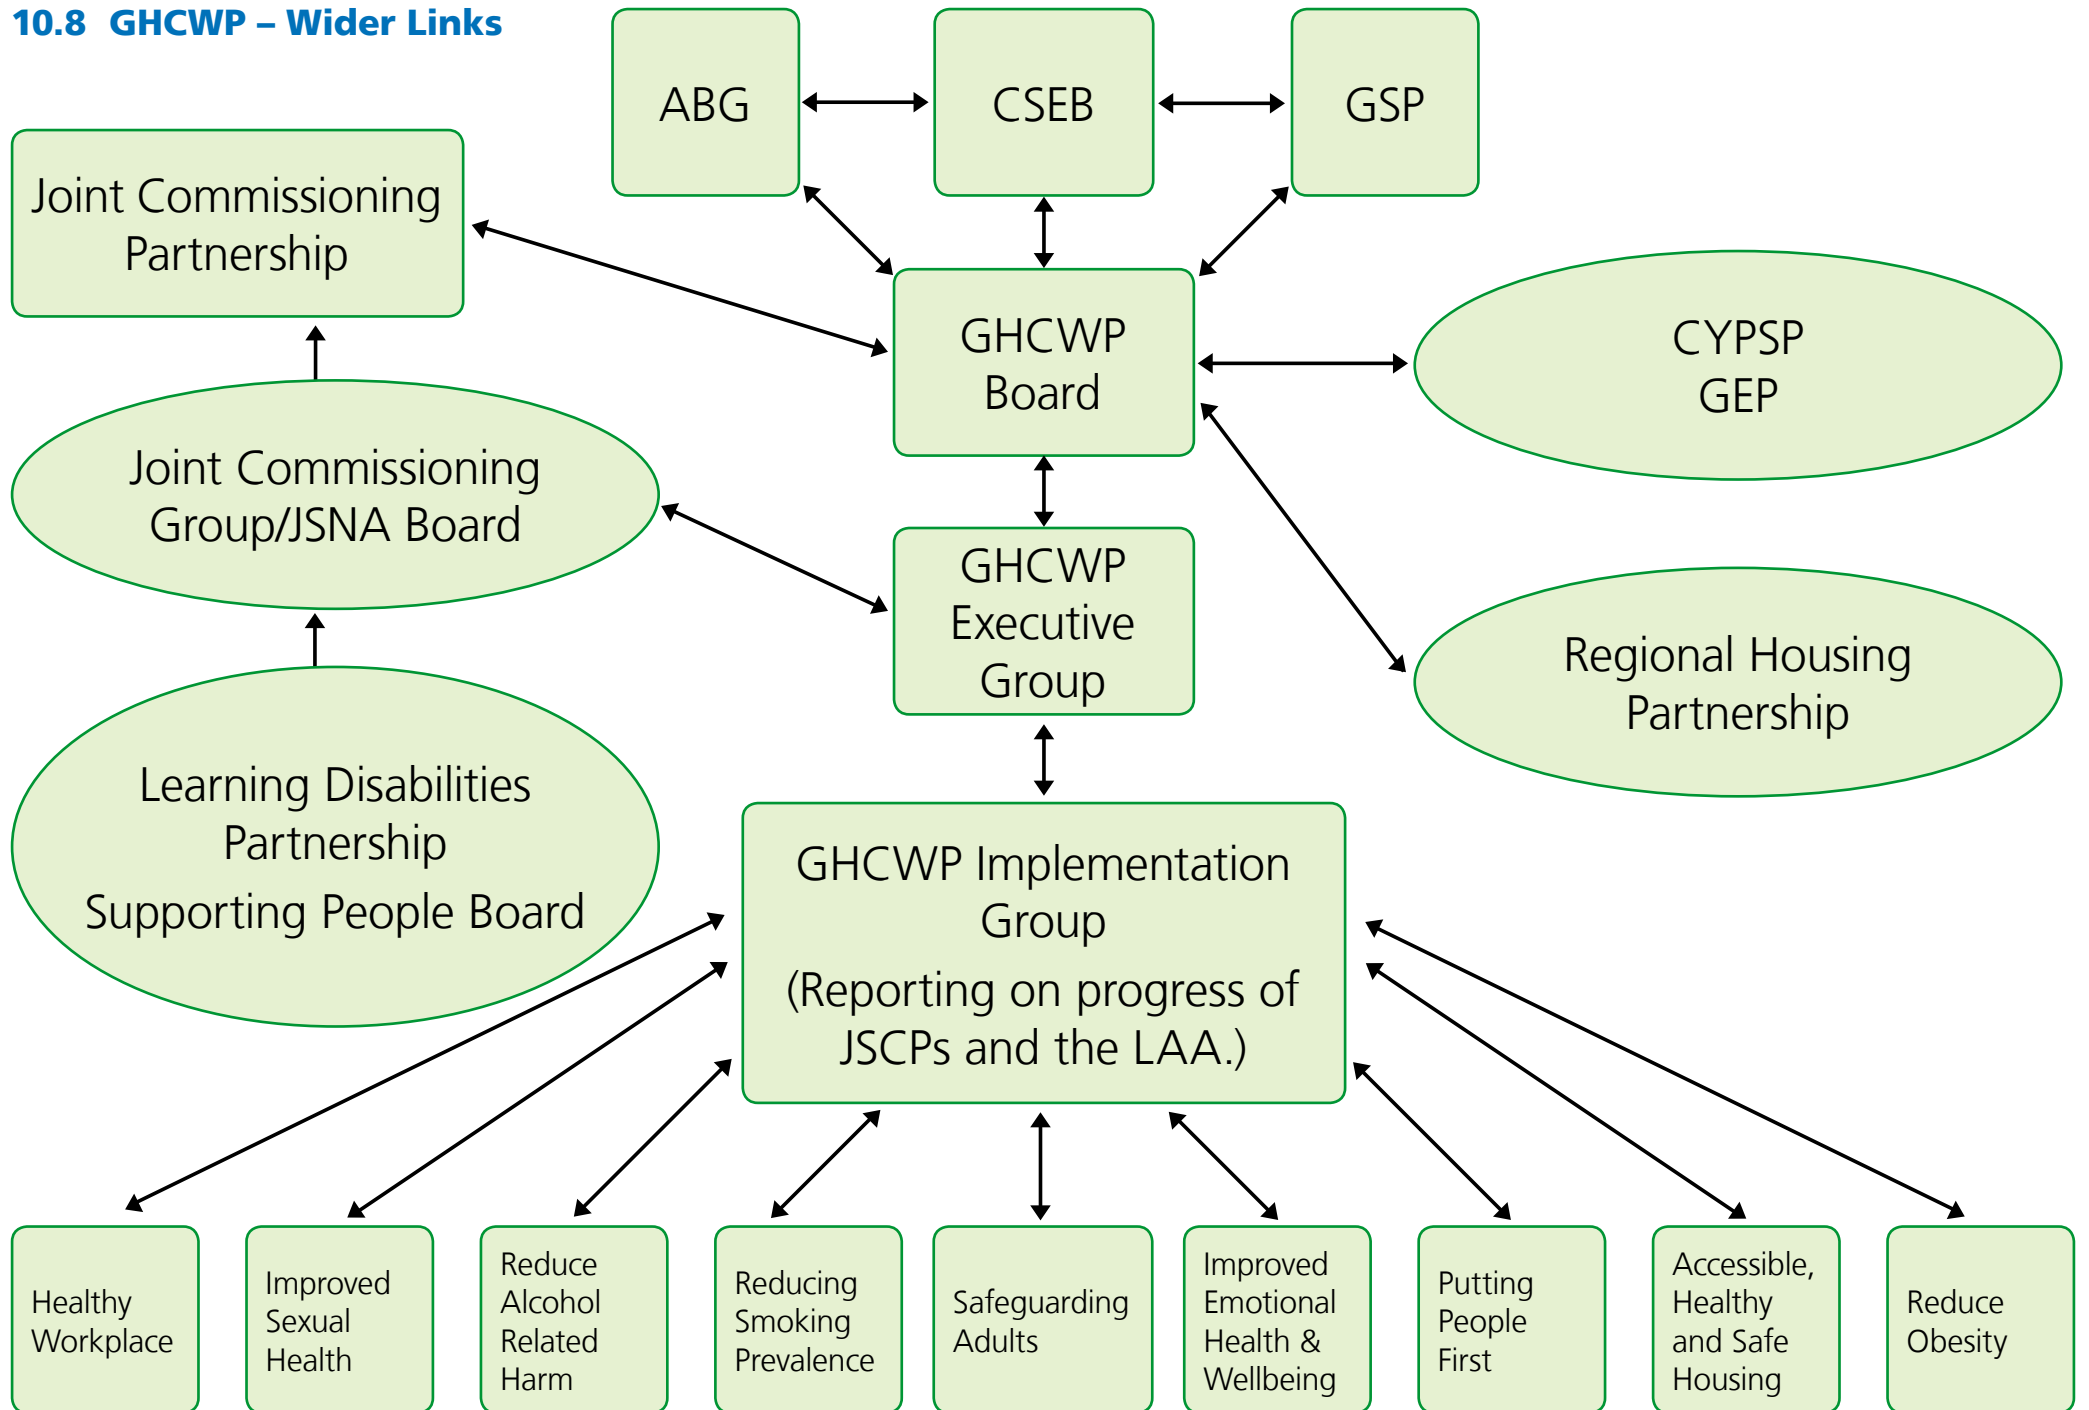 10.8 GHCWP – Wider Links
ABG
CSEB
GSP
Joint Commissioning
Partnership
GHCWP
Board
CYPSP
GEP
Joint Commissioning
Group/JSNA Board
GHCWP
Executive
Group
Regional Housing
Partnership
Learning Disabilities
Partnership
Supporting People Board
GHCWP Implementation
Group
(Reporting on progress of
JSCPs and the LAA.)
Healthy
Workplace
Improved
Sexual
Health
Reduce
Alcohol
Related
Harm
Reducing
Smoking
Prevalence
Safeguarding
Adults
Improved
Emotional
Health &
Wellbeing
Putting
People
First
Accessible,
Healthy
and Safe
Housing
Reduce
Obesity